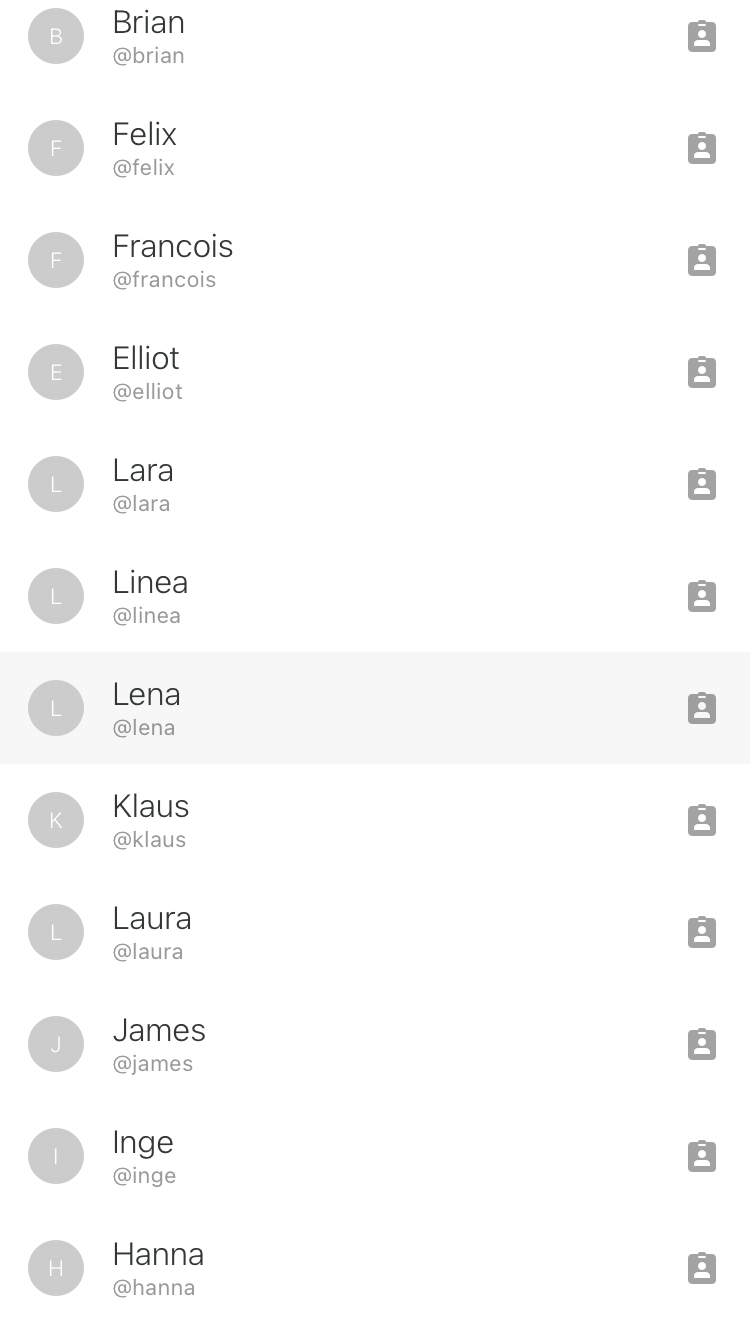 B
Brian
@brian
F
Felix
@felix
F
Francois
@francois
E
Elliot
@elliot
L
Lara
@lara
L
Linea
@linea
L
Lena
@lena
K
Klaus
@klaus
L
Laura
@laura
J
James
@james
I
Inge
@inge
H
Hanna
@hanna